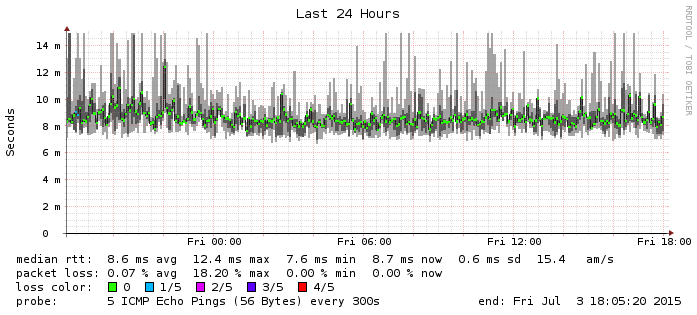 Last 24 Hours
RRDTOOL / TOBI OETIKER
Seconds
14 m
12 m
10 m
8 m
6 m
4 m
2 m
0
Fri 00:00 Fri 06:00 Fri 12:00 Fri 18:00
median rtt: 8.6 ms avg 12.4 ms max 7.6 ms min 8.7 ms now 0.6 ms sd 15.4 am/s
packet loss: 0.07 % avg 18.20 % max 0.00 % min 0.00 % now
loss color: 0 1/5 2/5 3/5 4/5
probe: 5 ICMP Echo Pings (56 Bytes) every 300s end: Fri Jul 3 18:05:20 2015